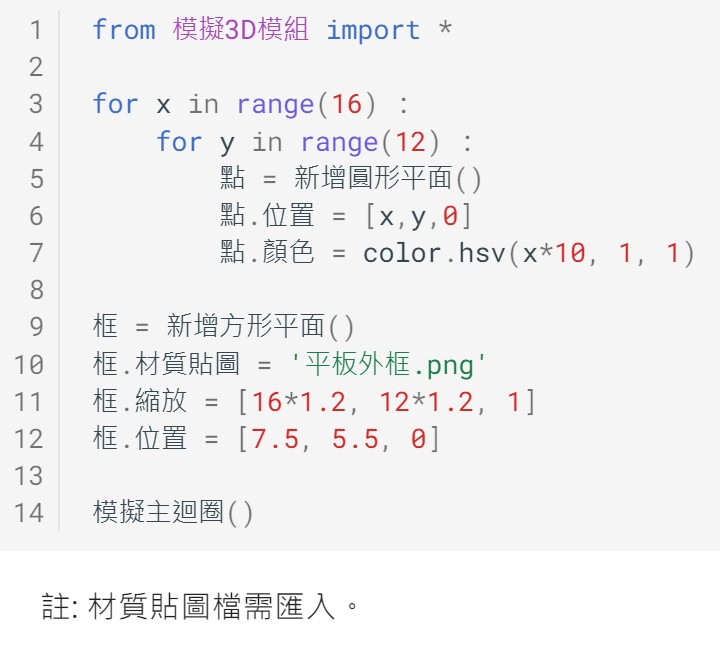 1 from 模擬3D模組 import *
2
3 for x in range(16) :
4     for y in range(12) :
5         點 = 新增圓形平面()
6         點.位置 = [x,y,0]
7         點.顏色 = color.hsv(x*10, 1, 1)
8
9 框 = 新增方形平面()
10 框.材質貼圖 = '平板外框.png'
11 框.縮放 = [16*1.2, 12*1.2, 1]
12 框.位置 = [7.5, 5.5, 0]
13
14 模擬主迴圈()
註: 材質貼圖檔需匯入。